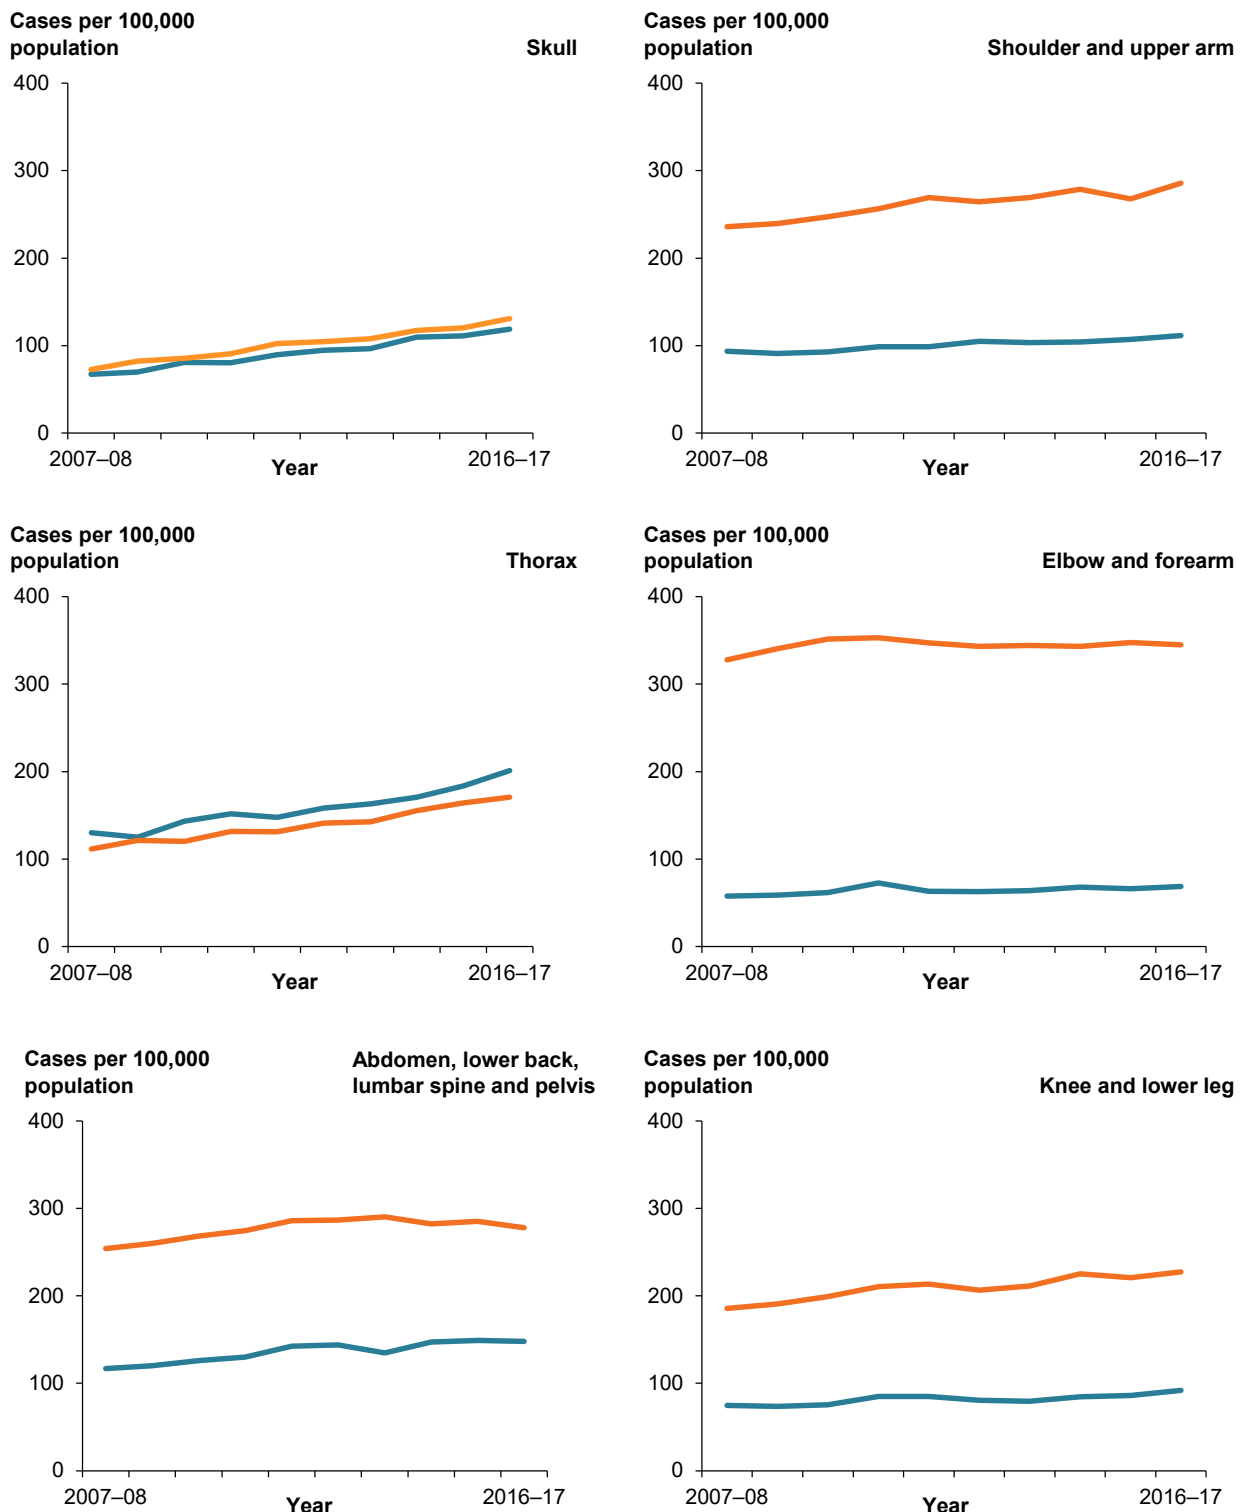 Cases per 100,000
population
Skull
400
300
200
100
0
2007–08
Year
2016–17
Cases per 100,000
population
Shoulder and upper arm
400
300
200
100
0
2007–08
Year
2016–17
Cases per 100,000
population
Thorax
400
300
200
100
0
2007–08
Year
2016–17
Cases per 100,000
population
Elbow and forearm
400
300
200
100
0
2007–08
Year
2016–17
Cases per 100,000
population
Abdomen, lower back,
lumbar spine and pelvis
400
300
200
100
0
2007–08
Year
2016–17
Cases per 100,000
population
Knee and lower leg
400
300
200
100
0
2007–08
Year
2016–17